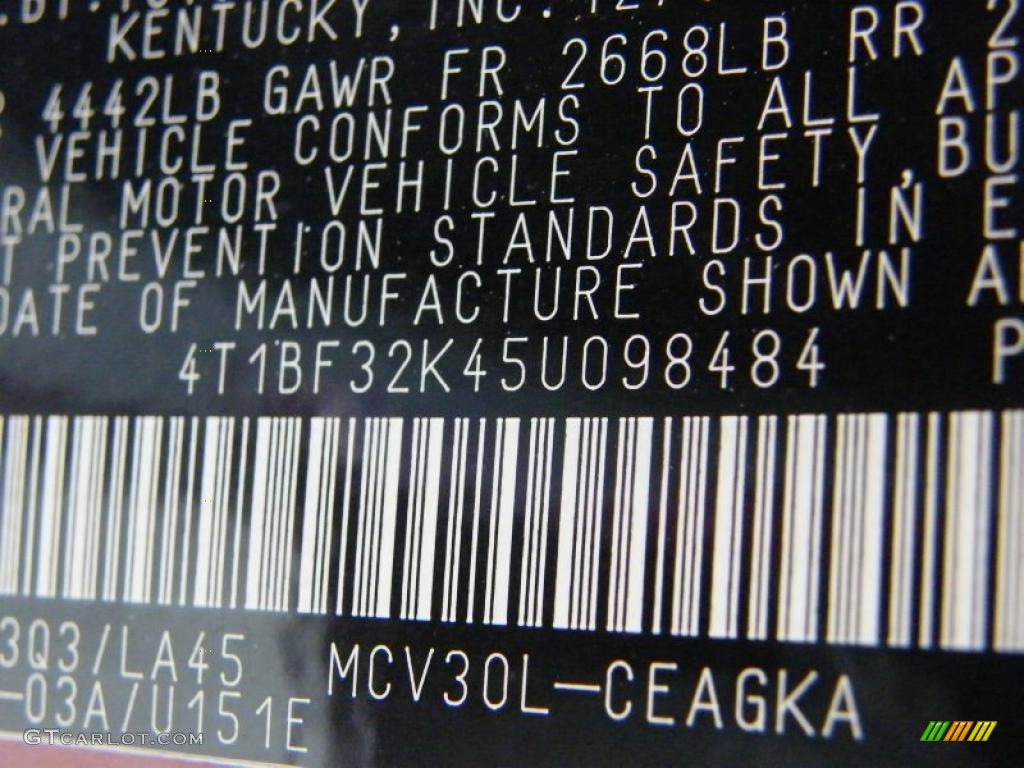 KENTUCKY, INC.
4442LB GAWR FR 2668LB RR 2
VEHICLE CONFORMS TO ALL AP
RAL MOTOR VEHICLE SAFETY, BU
T PREVENTION STANDARDS IN E
DATE OF MANUFACTURE SHOWN A
4T1BF32K45U098484 P
3Q3/LA45 MCV30L-CEAGKA
-03A/U151E
GTCARLOT.COM